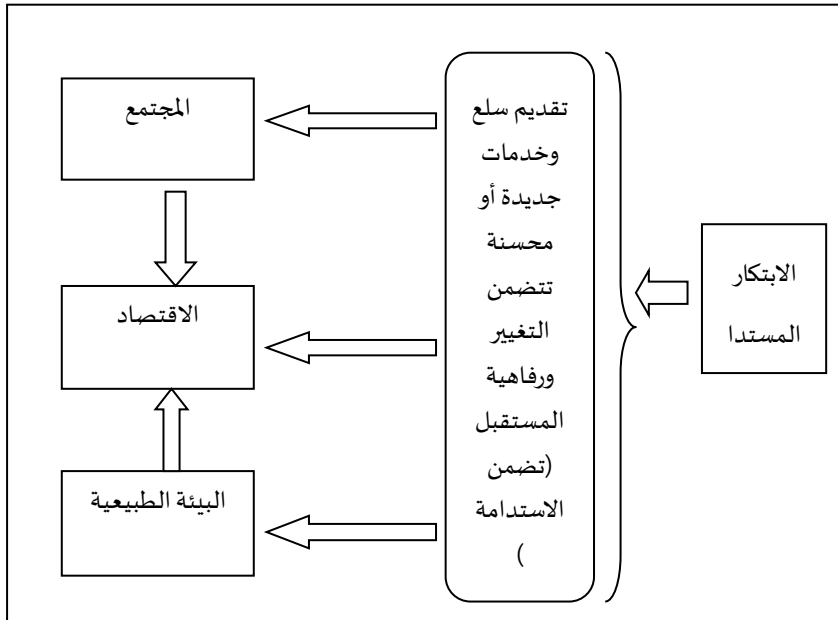 الابتكار
المستدا
تقديم سلع
وخدمات
جديدة أو
محسنة
تتضمن
التغيير
ورفاهية
المستقبل
(تضمن
الاستدامة
)
المجتمع
الاقتصاد
البيئة الطبيعية